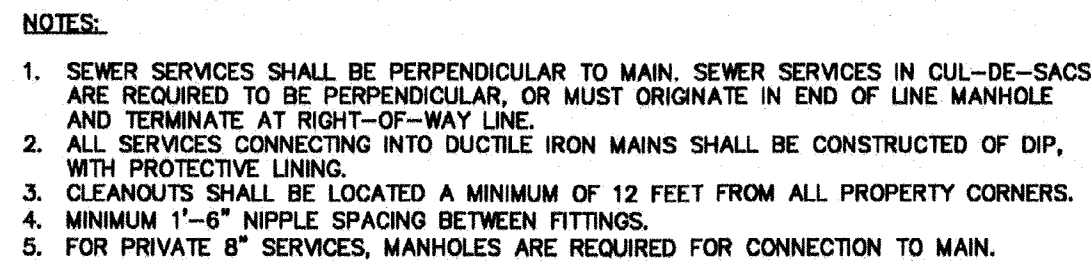 NOTES:
1. SEWER SERVICES SHALL BE PERPENDICULAR TO MAIN. SEWER SERVICES IN CUL-DE-SACS
ARE REQUIRED TO BE PERPENDICULAR, OR MUST ORIGINATE IN END OF LINE MANHOLE
AND TERMINATE AT RIGHT-OF-WAY LINE.
2. ALL SERVICES CONNECTING INTO DUCTILE IRON MAINS SHALL BE CONSTRUCTED OF DIP,
WITH PROTECTIVE LINING.
3. CLEANOUTS SHALL BE LOCATED A MINIMUM OF 12 FEET FROM ALL PROPERTY CORNERS.
4. MINIMUM 1'-6" NIPPLE SPACING BETWEEN FITTINGS.
5. FOR PRIVATE 8" SERVICES, MANHOLES ARE REQUIRED FOR CONNECTION TO MAIN.